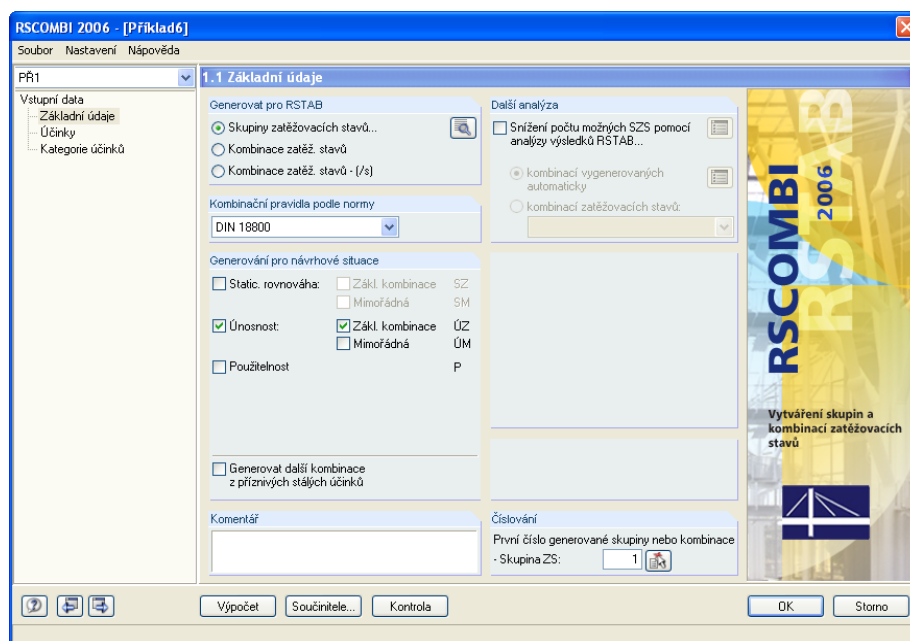 RSCOMBI 2006 - [Příklad6]
Soubor Nastavení Nápověda
PŘ1
Vstupní data
Základní údaje
Účinky
Kategorie účinků
1.1 Základní údaje
Generovat pro RSTAB
Skupiny zatěžovacích stavů...
Kombinace zatěž. stavů
Kombinace zatěž. stavů - (/s)
Kombinační pravidla podle normy
DIN 18800
Generování pro návrhové situace
Static. rovnováha: Zákl. kombinace SZ
Mimořádná SM
Únosnost: Zákl. kombinace ÚZ
Mimořádná ÚM
Použitelnost P
Generovat další kombinace
z příznivých stálých účinků
Komentář
Další analýza
Snížení počtu možných SZS pomocí
analýzy výsledků RSTAB...
kombinací vygenerovaných
automaticky
kombinací zatěžovacích stavů:
Číslování
První číslo generované skupiny nebo kombinace
- Skupina ZS: 1
RSTAB
RSCOMBI
2006
Vytváření skupin a
kombinací zatěžovacích
stavů
Výpočet Součinitele... Kontrola OK Storno